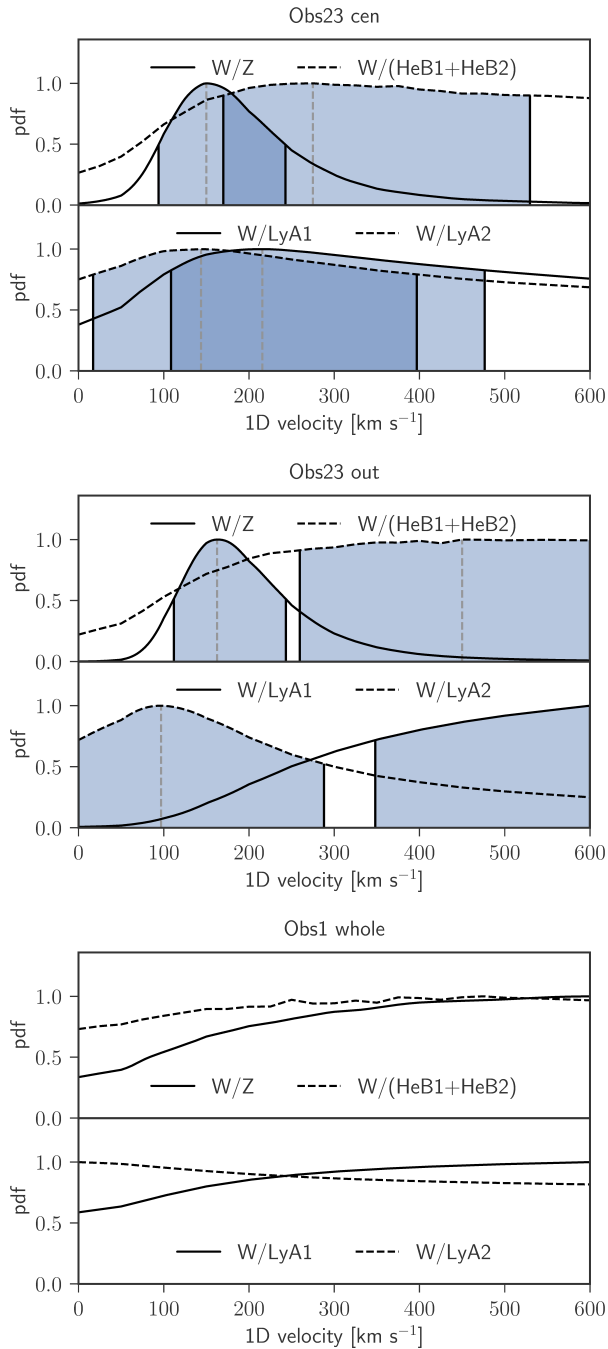 Obs23 cen
W/Z W/(HeB1+HeB2)
1.0
pdf
0.5
0.0
W/LyA1 W/LyA2
1.0
pdf
0.5
1.0
0 100 200 300 400 500 600
1D velocity [km s⁻¹]
Obs23 out
W/Z W/(HeB1+HeB2)
1.0
pdf
0.5
0.0
W/LyA1 W/LyA2
1.0
pdf
0.5
0.0
0 100 200 300 400 500 600
1D velocity [km s⁻¹]
Obs1 whole
1.0
pdf
0.5
W/Z W/(HeB1+HeB2)
0.0
1.0
pdf
0.5
W/LyA1 W/LyA2
0.0
0 100 200 300 400 500 600
1D velocity [km s⁻¹]